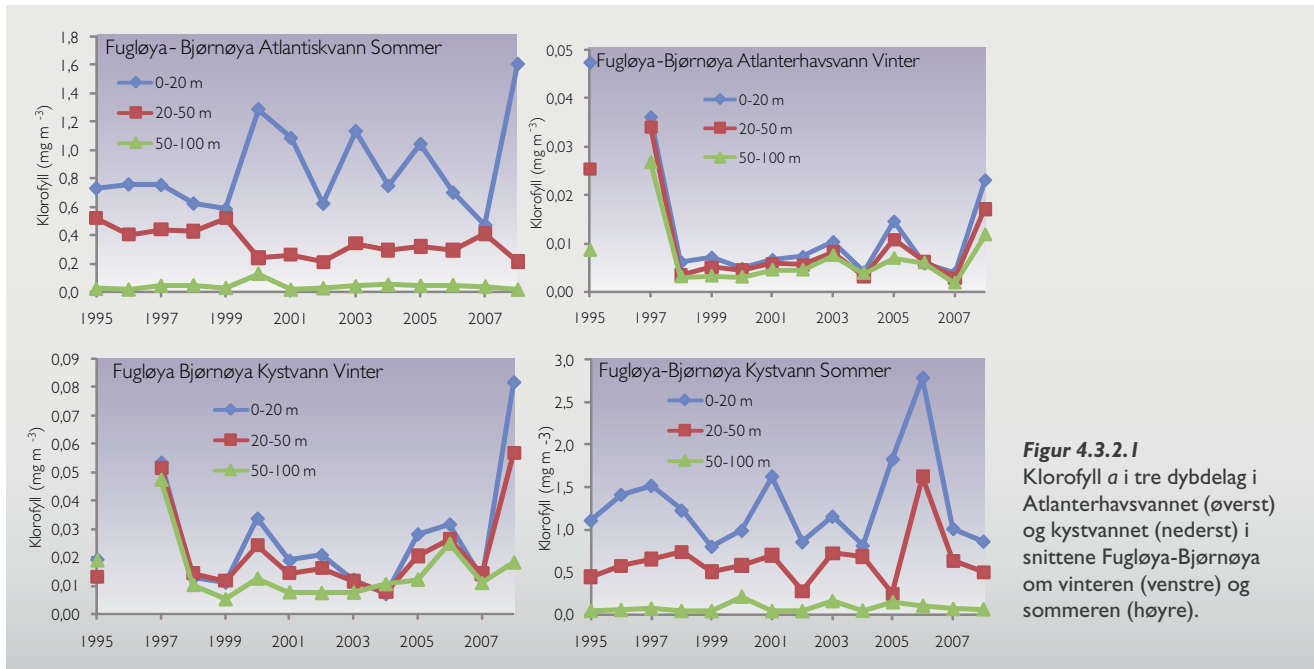 Fugløya- Bjørnøya Atlantiskvann Sommer
Klorofyll (mg m -3)
1,8
1,6
1,4
1,2
1,0
0,8
0,6
0,4
0,2
0,0
0-20 m
20-50 m
50-100 m
1995 1997 1999 2001 2003 2005 2007
Fugløya-Bjørnøya Atlanterhavsvann Vinter
Klorofyll (mg m -3)
0,05
0,04
0,03
0,02
0,01
0,00
0-20 m
20-50 m
50-100 m
1995 1997 1999 2001 2003 2005 2007
Fugløya Bjørnøya Kystvann Vinter
Klorofyll (mg m -3)
0,09
0,08
0,07
0,06
0,05
0,04
0,03
0,02
0,01
0,00
0-20 m
20-50 m
50-100 m
1995 1997 1999 2001 2003 2005 2007
Fugløya-Bjørnøya Kystvann Sommer
Klorofyll (mg m -3)
3,0
2,5
2,0
1,5
1,0
0,5
0,0
0-20 m
20-50 m
50-100 m
1995 1997 1999 2001 2003 2005 2007
Figur 4.3.2.1
Klorofyll a i tre dybdelag i
Atlanterhavsvannet (øverst)
og kystvannet (nederst) i
snittene Fugløya-Bjørnøya
om vinteren (venstre) og
sommeren (høyre).